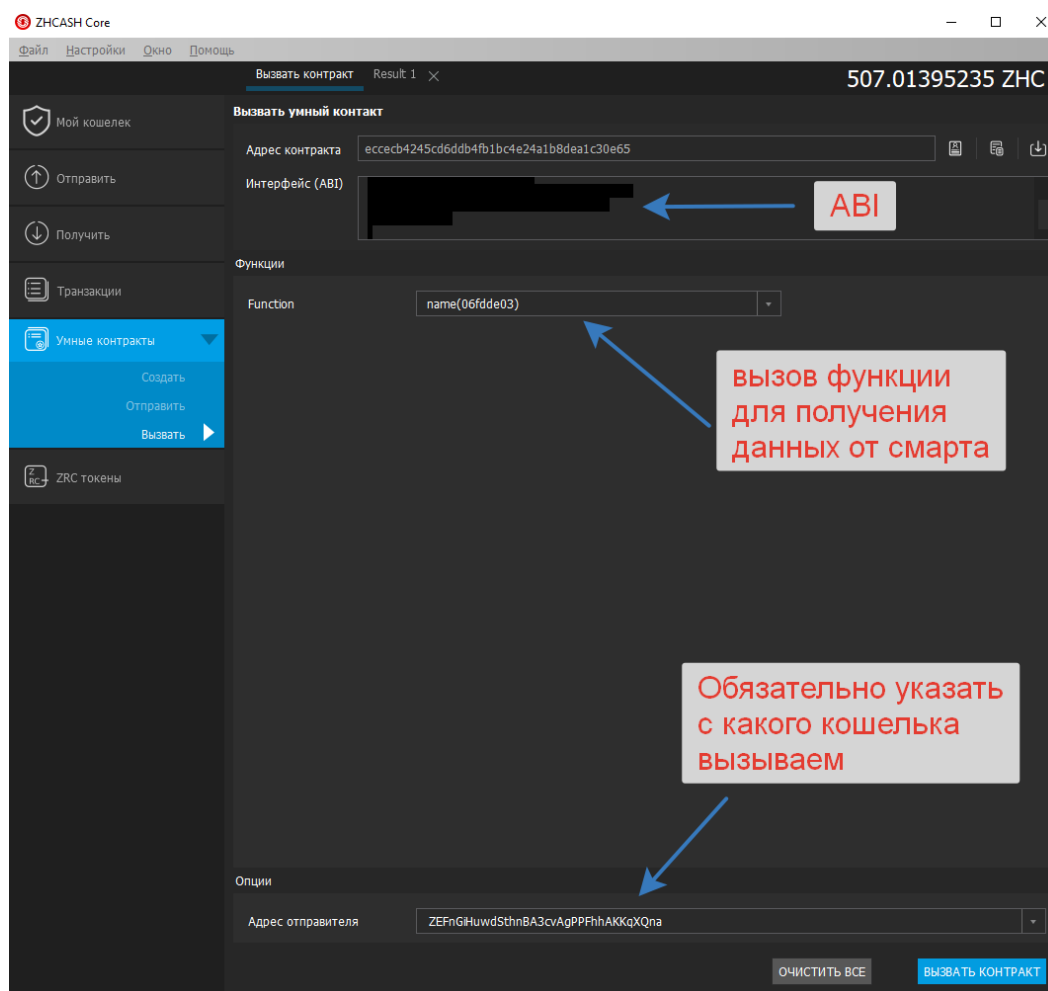 ZHCASH Core
Файл Настройки Окно Помощь
Вызвать контракт Result 1
507.01395235 ZHC
Мой кошелек
Отправить
Получить
Транзакции
Умные контракты
Создать
Отправить
Вызвать
ZRC токены
Вызвать умный контакт
Адрес контракта eccecb4245cd6ddb4fb1bc4e24a1b8dea1c30e65
Интерфейс (ABI)
ABI
Функции
Function name(06fdde03)
вызов функции
для получения
данных от смарта
Обязательно указать
с какого кошелька
вызываем
Опции
Адрес отправителя ZEFnGiHuwdSthnBA3cvAgPPFhhAKKqXQna
ОЧИСТИТЬ ВСЕ ВЫЗВАТЬ КОНТРАКТ